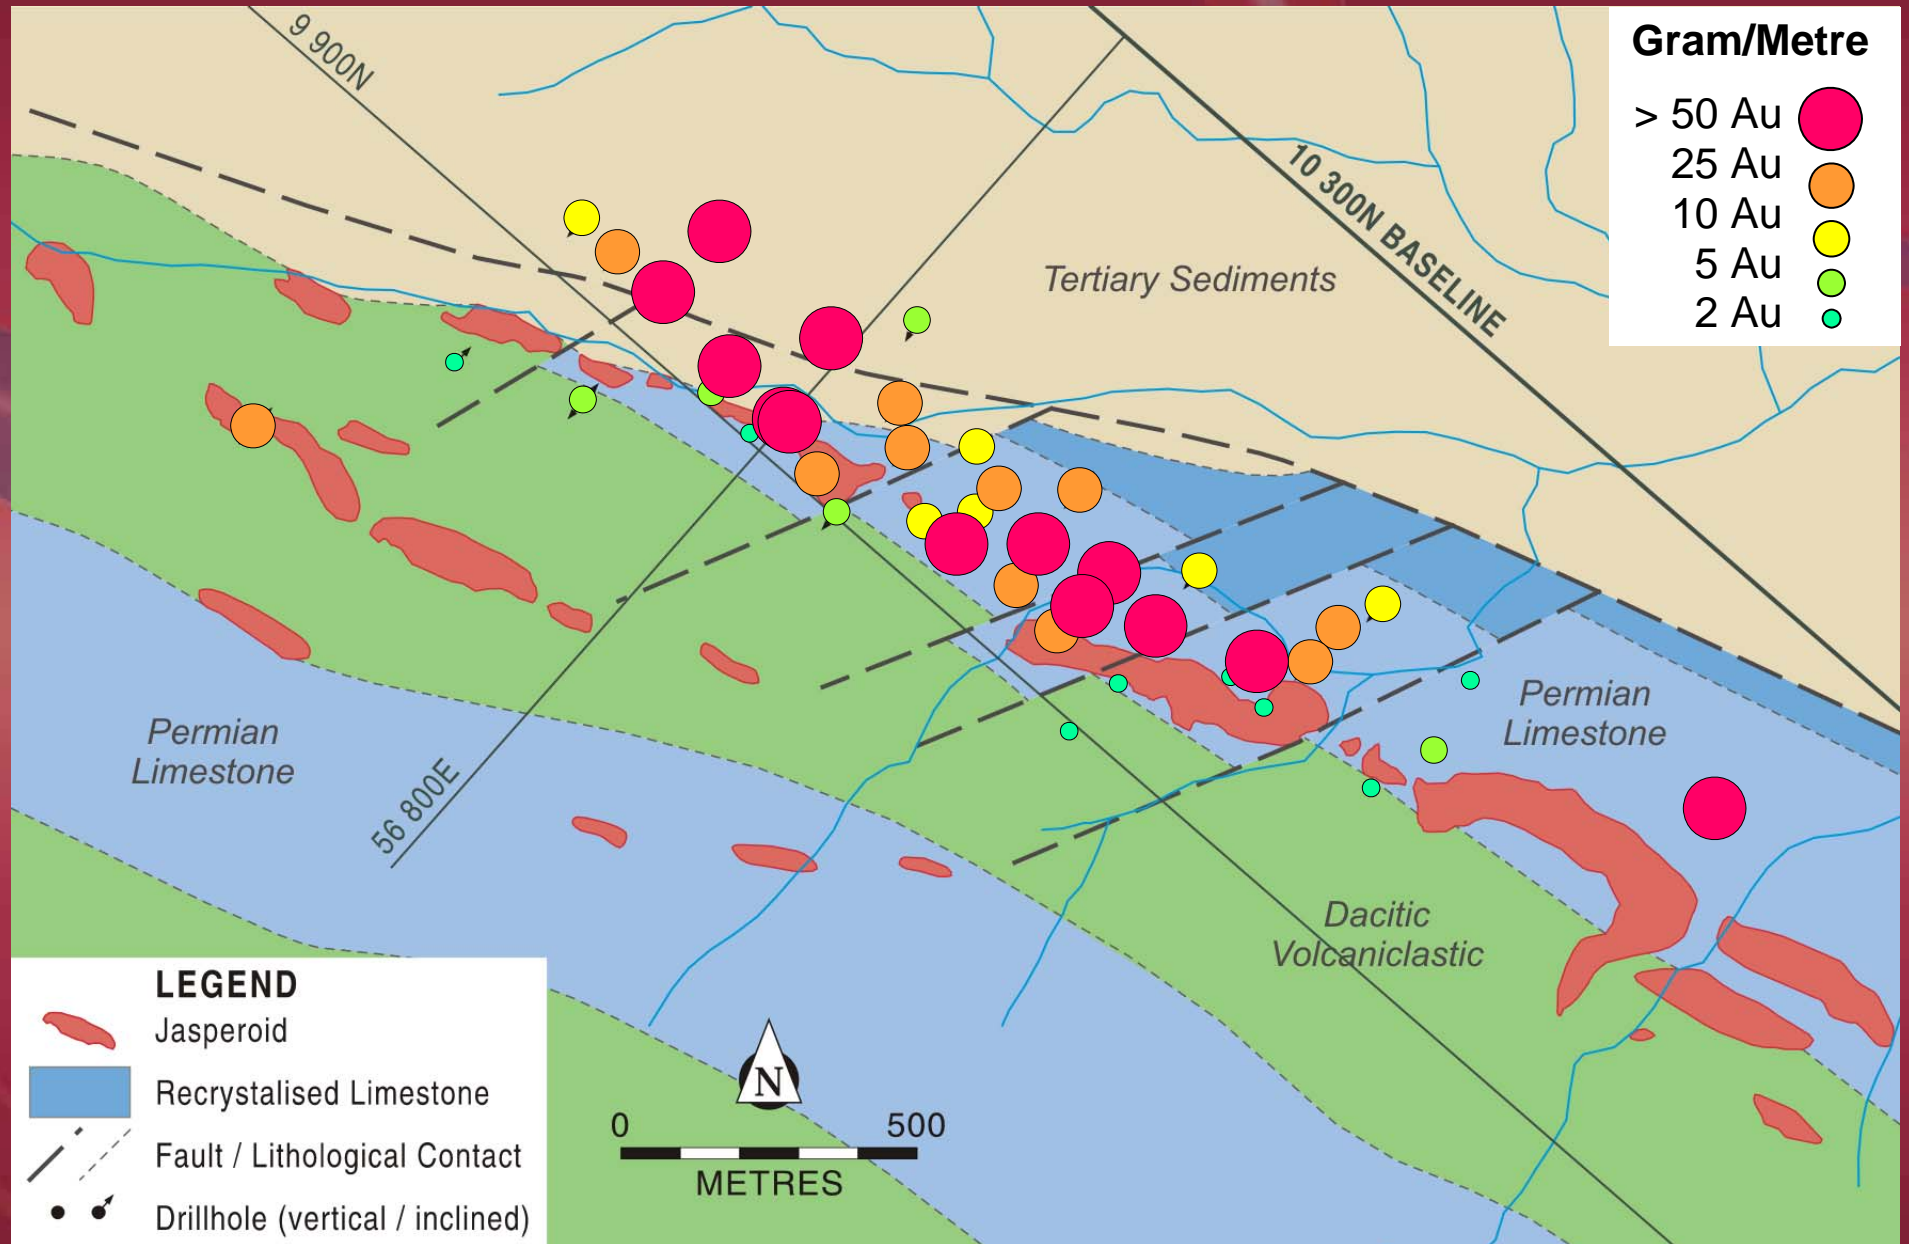 9 900N
Gram/Metre
> 50 Au
25 Au
10 Au
5 Au
2 Au
10 300N BASELINE
Tertiary Sediments
Permian
Limestone
Permian
Limestone
56 800E
Dacitic
Volcaniclastic
LEGEND
Jasperoid
Recrystalised Limestone
Fault / Lithological Contact
Drillhole (vertical / inclined)
N
0 500
METRES